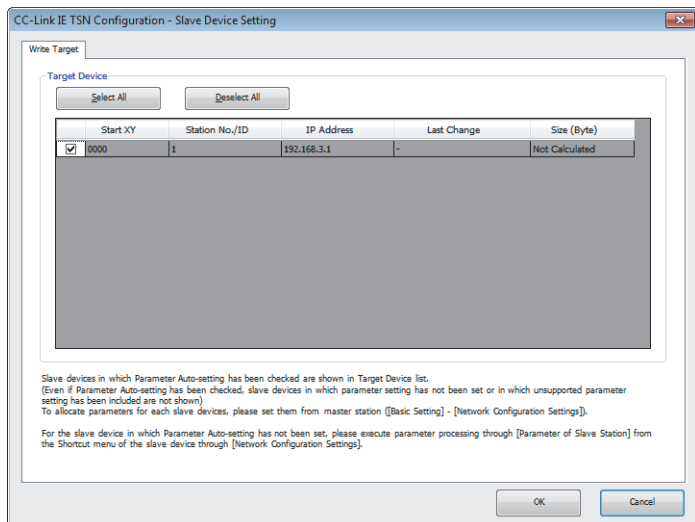 CC-Link IE TSN Configuration - Slave Device Setting
Write Target
Target Device
Select All Deselect All
Start XY Station No./ID IP Address Last Change Size (Byte)
0000 1 192.168.3.1 - Not Calculated
Slave devices in which Parameter Auto-setting has been checked are shown in Target Device list.
(Even if Parameter Auto-setting has been checked, slave devices in which parameter setting has not been set or in which unsupported parameter
setting has been included are not shown)
To allocate parameters for each slave devices, please set them from master station ([Basic Setting] - [Network Configuration Settings]).
For the slave device in which Parameter Auto-setting has not been set, please execute parameter processing through [Parameter of Slave Station] from
the Shortcut menu of the slave device through [Network Configuration Settings].
OK Cancel